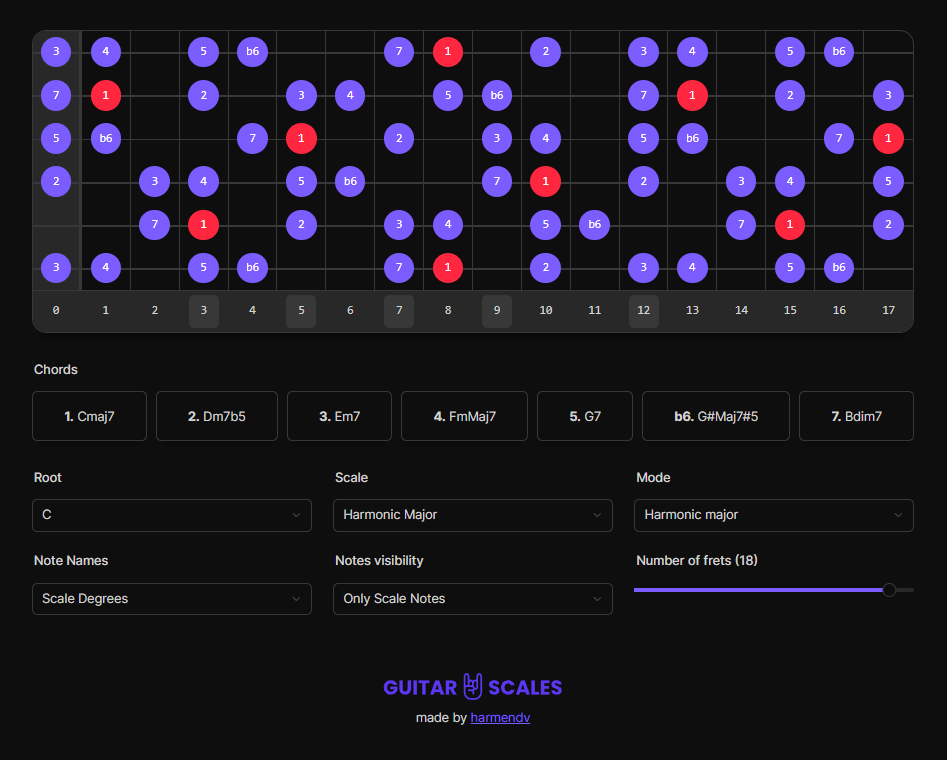 3 4 5 b6 7 1 2 3 4 5 b6
7 1 2 3 4 5 b6 7 1 2 3
5 b6 7 1 2 3 4 5 b6 7 1
2 3 4 5 b6 7 1 2 3 4 5
7 1 2 3 4 5 b6 7 1 2
3 4 5 b6 7 1 2 3 4 5 b6
0 1 2 3 4 5 6 7 8 9 10 11 12 13 14 15 16 17
Chords
1. Cmaj7 2. Dm7b5 3. Em7 4. FmMaj7 5. G7 b6. G#Maj7#5 7. Bdim7
Root Scale Mode
C Harmonic Major Harmonic major
Note Names Notes visibility Number of frets (18)
Scale Degrees Only Scale Notes
GUITAR SCALES
made by harmendv